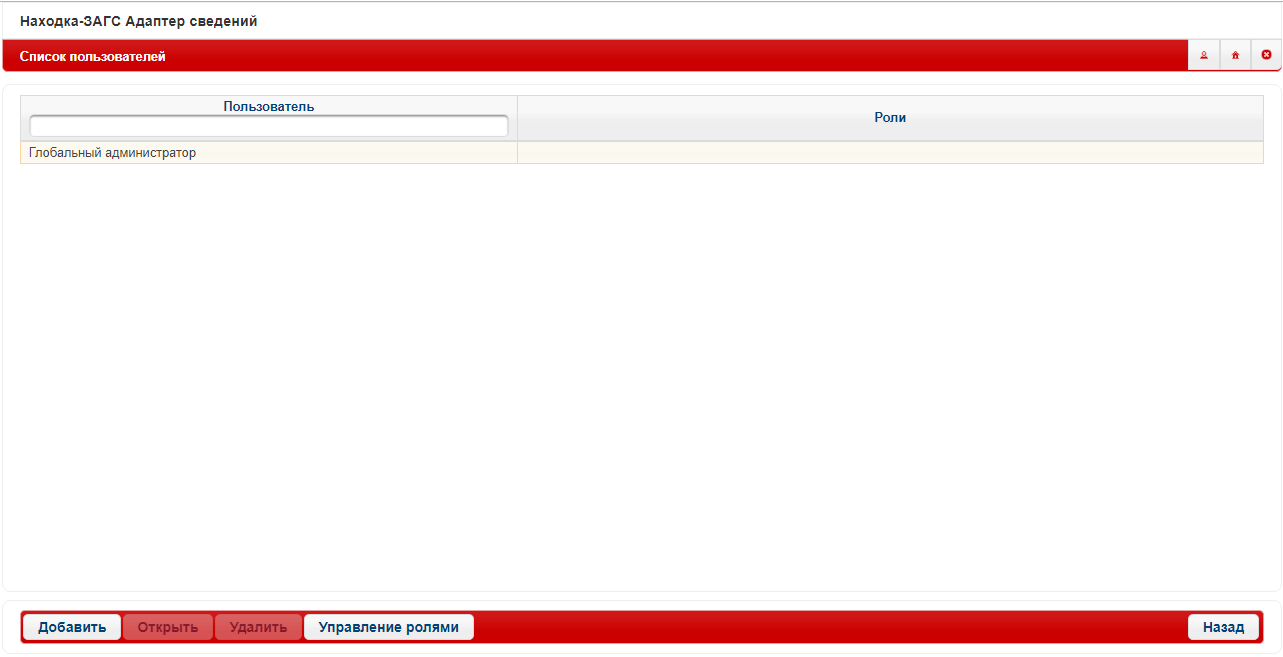 Находка-ЗАГС Адаптер сведений
Список пользователей
Пользователь
Роли
Глобальный администратор
Добавить
Открыть
Удалить
Управление ролями
Назад